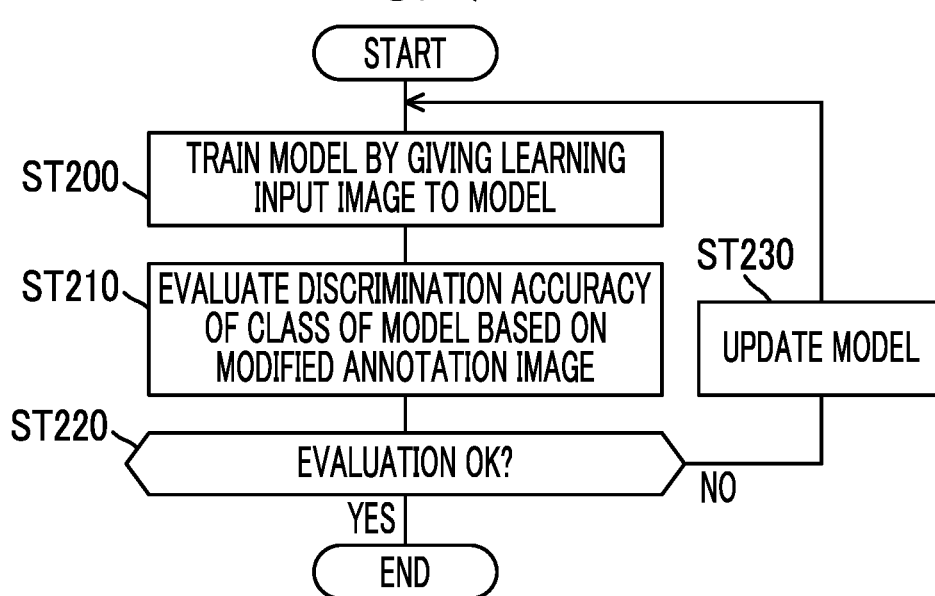 START
ST200
TRAIN MODEL BY GIVING LEARNING
INPUT IMAGE TO MODEL
ST210
EVALUATE DISCRIMINATION ACCURACY
OF CLASS OF MODEL BASED ON
MODIFIED ANNOTATION IMAGE
ST230
UPDATE MODEL
ST220
EVALUATION OK?
NO
YES
END